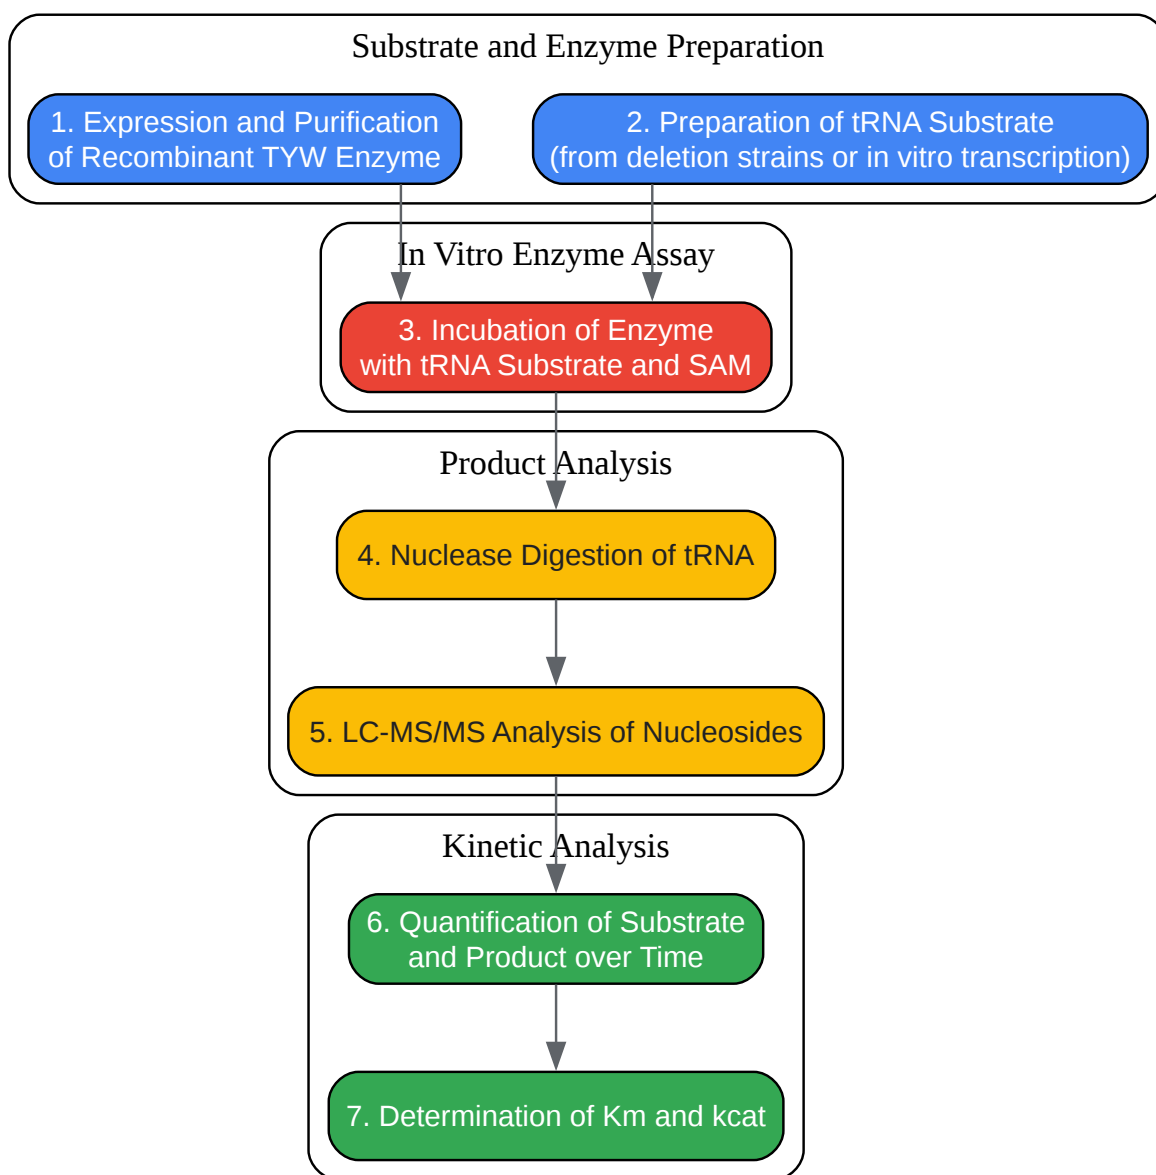 Substrate and Enzyme Preparation
1. Expression and Purification
of Recombinant TYW Enzyme
2. Preparation of tRNA Substrate
(from deletion strains or in vitro transcription)
In Vitro Enzyme Assay
3. Incubation of Enzyme
with tRNA Substrate and SAM
Product Analysis
4. Nuclease Digestion of tRNA
5. LC-MS/MS Analysis of Nucleosides
Kinetic Analysis
6. Quantification of Substrate
and Product over Time
7. Determination of Km and kcat